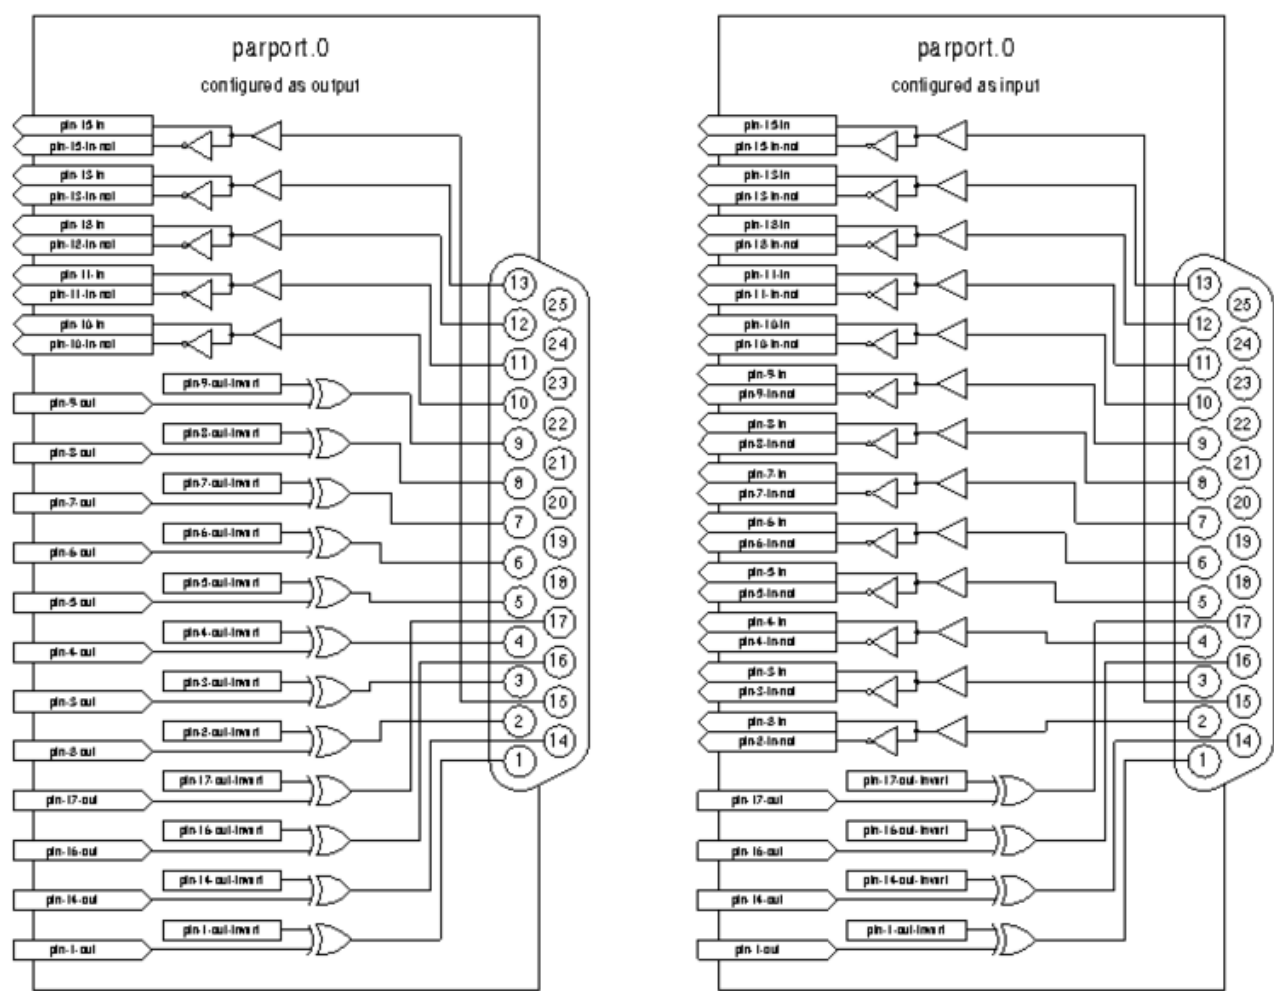 parport.0
configured as output
pin-15-in
pin-15-in-not
pin-13-in
pin-13-in-not
pin-12-in
pin-12-in-not
pin-11-in
pin-11-in-not
pin-10-in
pin-10-in-not
pin-9-out-invert
pin-9-out
pin-8-out-invert
pin-8-out
pin-7-out-invert
pin-7-out
pin-6-out-invert
pin-6-out
pin-5-out-invert
pin-5-out
pin-4-out-invert
pin-4-out
pin-3-out-invert
pin-3-out
pin-2-out-invert
pin-2-out
pin-17-out-invert
pin-17-out
pin-16-out-invert
pin-16-out
pin-14-out-invert
pin-14-out
pin-1-out-invert
pin-1-out
13
25
12
24
11
23
10
22
9
21
8
20
7
19
6
18
5
17
4
16
3
15
2
14
1
parport.0
configured as input
pin-15-in
pin-15-in-not
pin-13-in
pin-13-in-not
pin-12-in
pin-12-in-not
pin-11-in
pin-11-in-not
pin-10-in
pin-10-in-not
pin-9-in
pin-9-in-not
pin-8-in
pin-8-in-not
pin-7-in
pin-7-in-not
pin-6-in
pin-6-in-not
pin-5-in
pin-5-in-not
pin-4-in
pin-4-in-not
pin-3-in
pin-3-in-not
pin-2-in
pin-2-in-not
pin-17-out-invert
pin-17-out
pin-16-out-invert
pin-16-out
pin-14-out-invert
pin-14-out
pin-1-out-invert
pin-1-out
13
25
12
24
11
23
10
22
9
21
8
20
7
19
6
18
5
17
4
16
3
15
2
14
1